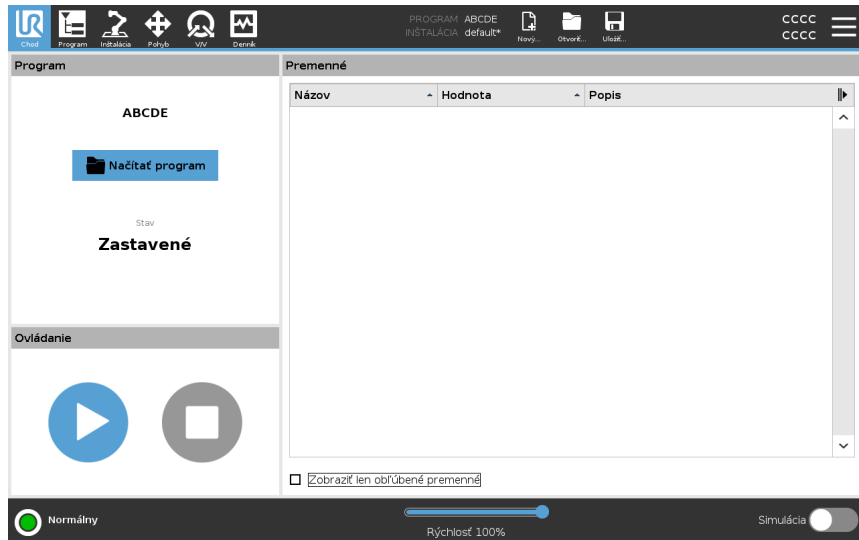 UR
Chod
Program
Inštalácia
Pohyb
V/V
Denník
PROGRAM ABCDE
INŠTALÁCIA default*
Nový...
Otvoriť...
Uložiť...
CCCC
CCCC
Program
ABCDE
Načítať program
Stav
Zastavené
Ovládanie
Premenné
Názov
Hodnota
Popis
Zobraziť len obľúbené premenné
Normálny
Rýchlosť 100%
Simulácia